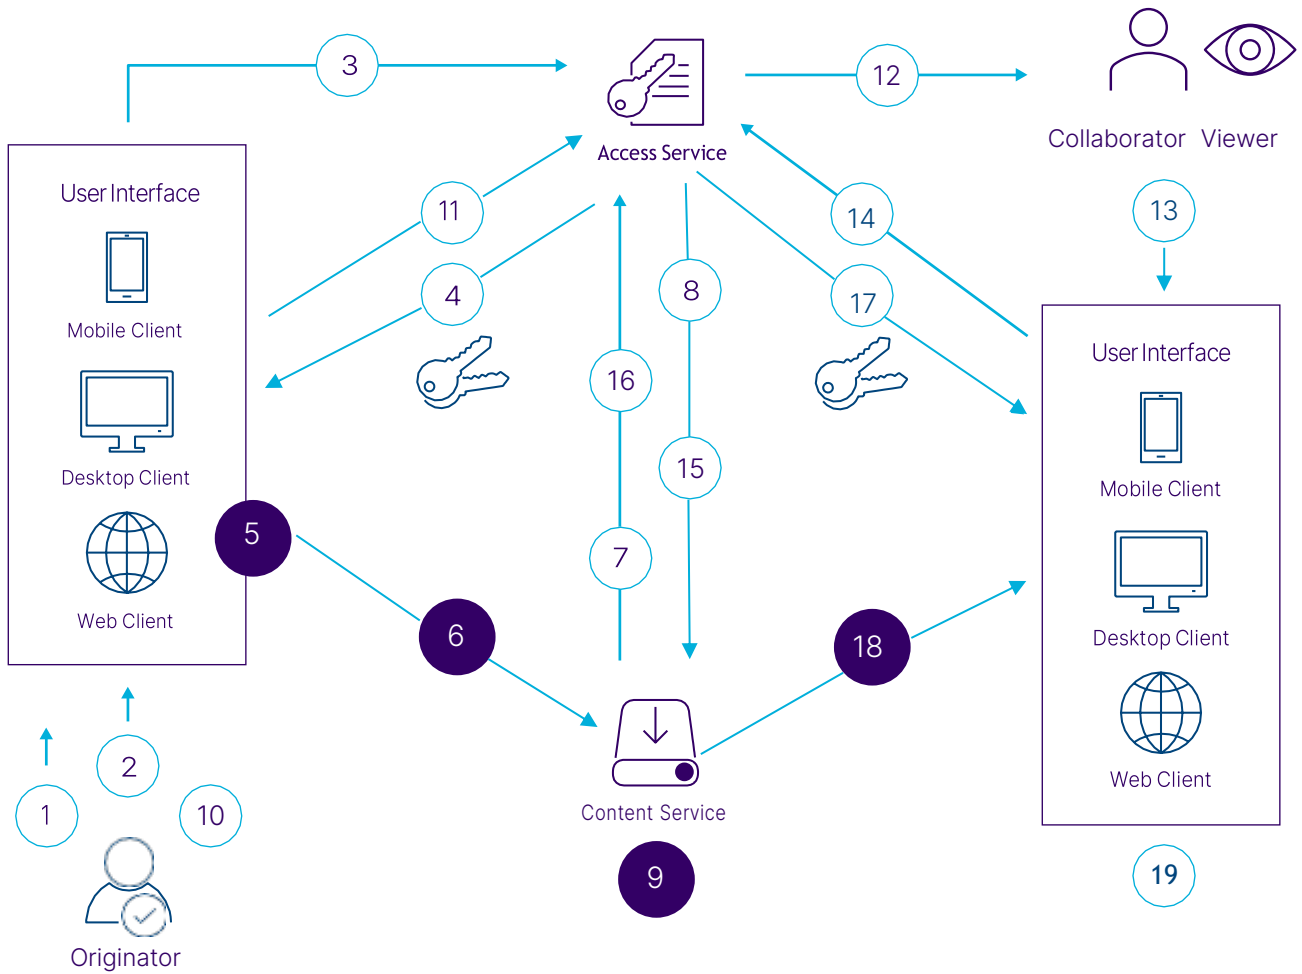 3
12
Access Service
Collaborator Viewer
User Interface
11
14
13
4
8
17
Mobile Client
User Interface
16
Desktop Client
15
Mobile Client
5
7
Web Client
6
18
Desktop Client
2
Web Client
1
10
Content Service
9
19
Originator